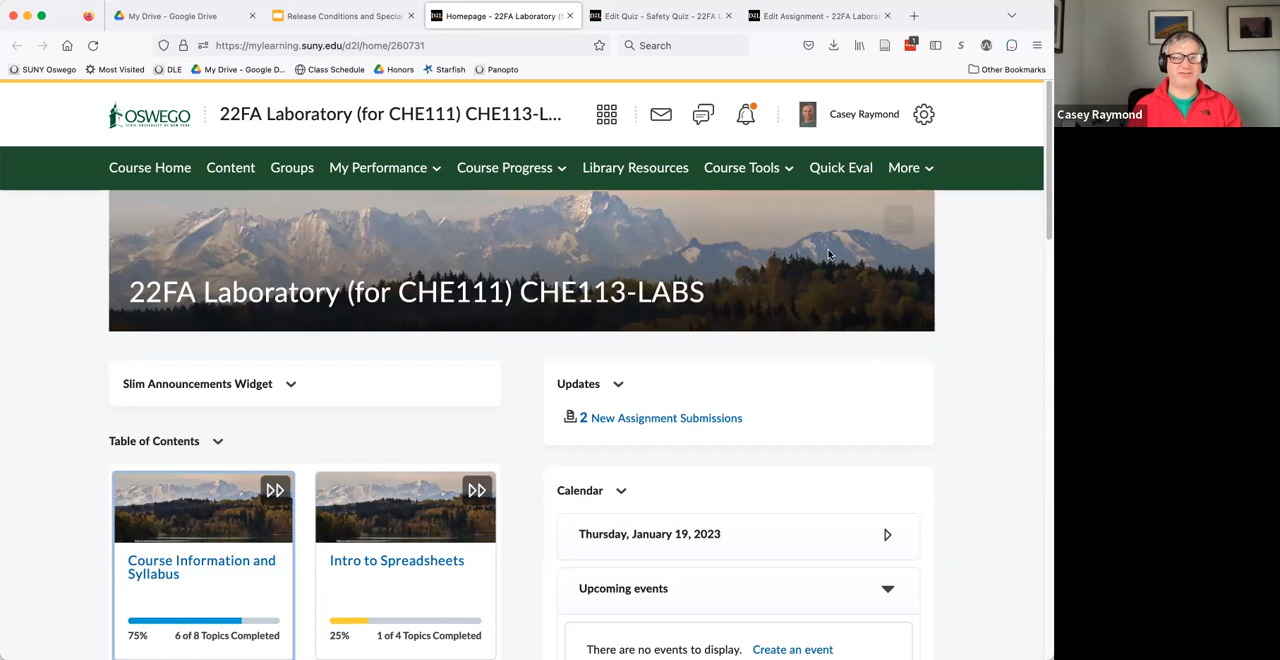 My Drive - Google Drive
Release Conditions and Special
Homepage - 22FA Laboratory (f
Edit Quiz - Safety Quiz - 22FA L
Edit Assignment - 22FA Laborat
https://mylearning.suny.edu/d2l/home/260731
Search
1
SUNY Oswego
Most Visited
DLE
My Drive - Google D...
Class Schedule
Honors
Starfish
Panopto
Other Bookmarks
Casey Raymond
OSWEGO
22FA Laboratory (for CHE111) CHE113-L...
Casey Raymond
Course Home
Content
Groups
My Performance
Course Progress
Library Resources
Course Tools
Quick Eval
More
22FA Laboratory (for CHE111) CHE113-LABS
Slim Announcements Widget
Updates
2 New Assignment Submissions
Table of Contents
Calendar
Thursday, January 19, 2023
Course Information and
Syllabus
Intro to Spreadsheets
Upcoming events
75%
6 of 8 Topics Completed
25%
1 of 4 Topics Completed
There are no events to display.
Create an event